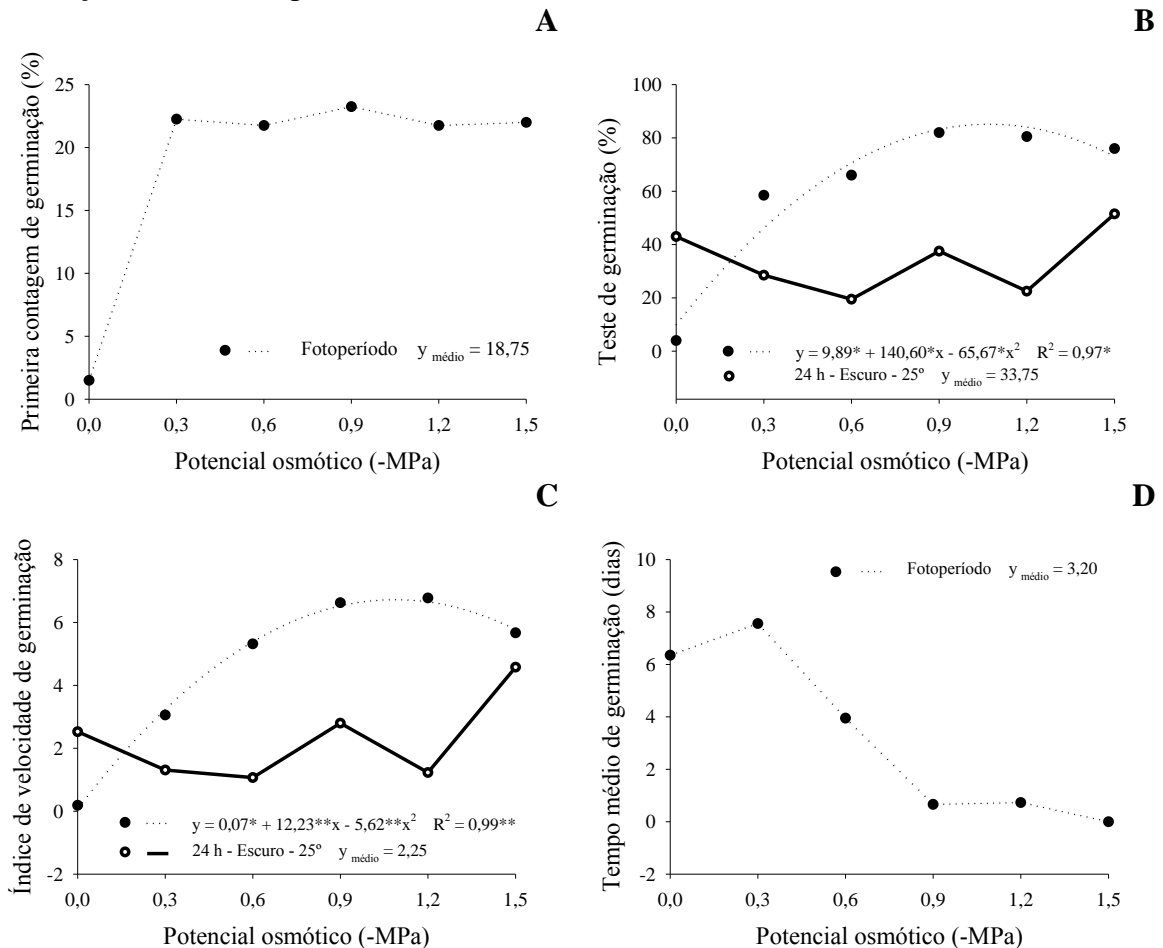 A
Primeira contagem de germinação (%)
25
20
15
10
5
0
Fotoperíodo y médio = 18,75
0,0 0,3 0,6 0,9 1,2 1,5
Potencial osmótico (-MPa)
B
Teste de germinação (%)
100
80
60
40
20
0
y = 9,89* + 140,60*x - 65,67*x² R² = 0,97*
24 h - Escuro - 25º y médio = 33,75
0,0 0,3 0,6 0,9 1,2 1,5
Potencial osmótico (-MPa)
C
Índice de velocidade de germinação
8
6
4
2
0
-2
y = 0,07* + 12,23**x - 5,62**x² R² = 0,99**
24 h - Escuro - 25º y médio = 2,25
0,0 0,3 0,6 0,9 1,2 1,5
Potencial osmótico (-MPa)
D
Tempo médio de germinação (dias)
10
8
6
4
2
0
-2
Fotoperíodo y médio = 3,20
0,0 0,3 0,6 0,9 1,2 1,5
Potencial osmótico (-MPa)